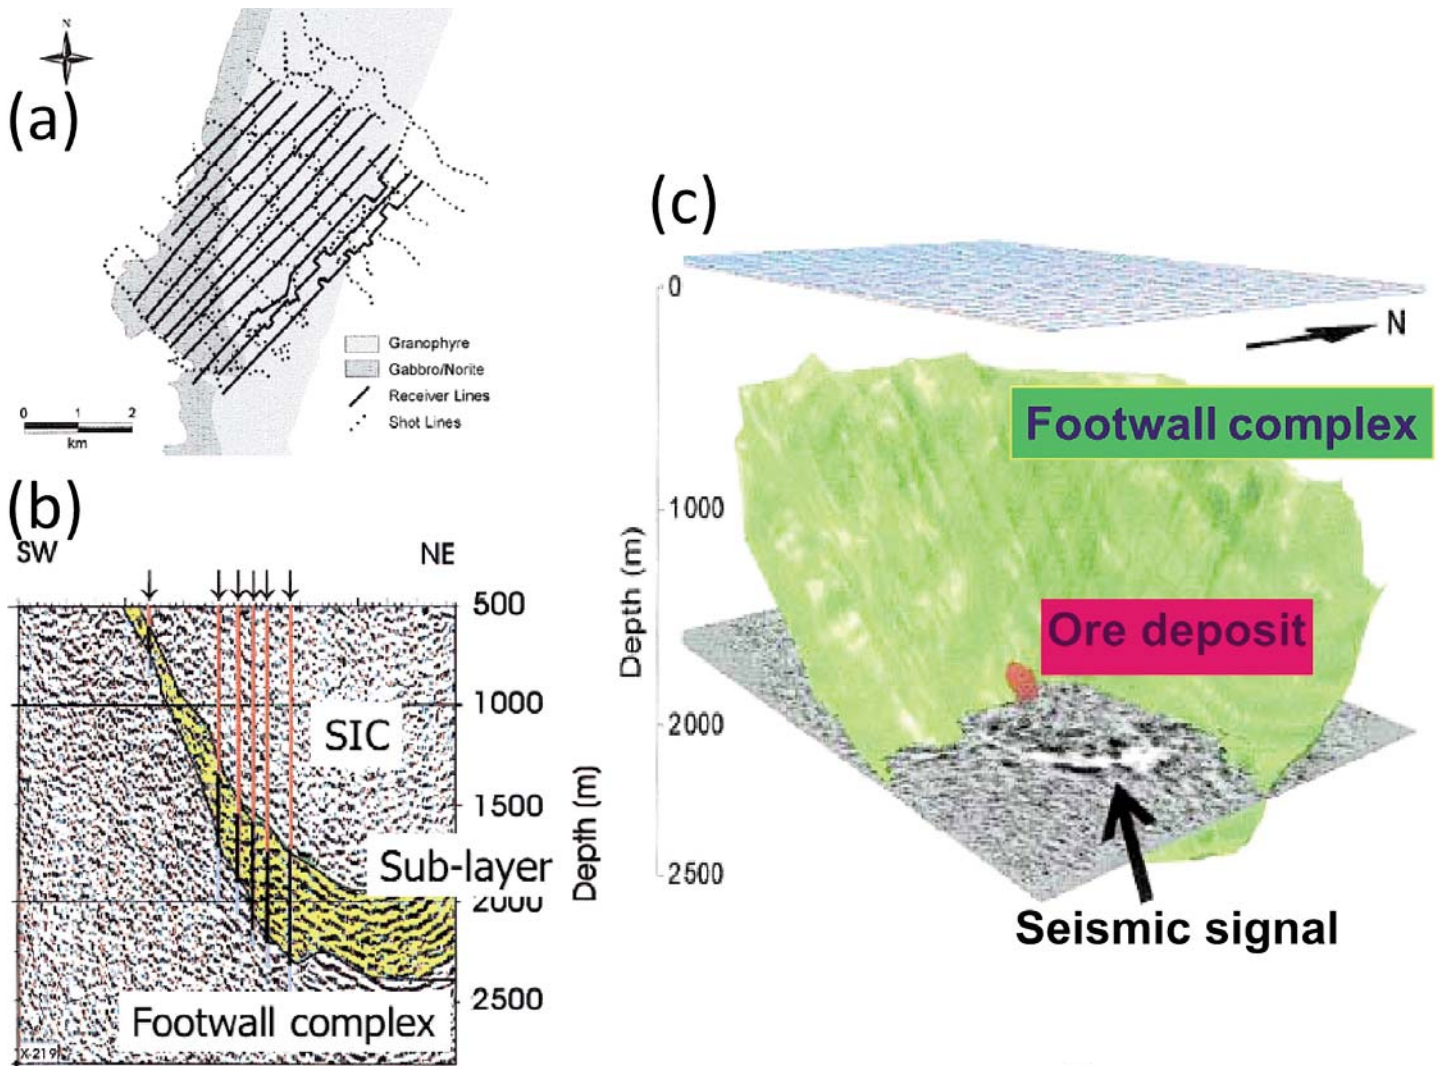 N
(a)
Granophyre
Gabbro/Norite
Receiver Lines
Shot Lines
0 1 2
km
(b)
SW NE
500
1000
SIC
1500
Sub-layer
2000
2500
Depth (m)
Footwall complex
X-219
(c)
0
N
Footwall complex
1000
Depth (m)
Ore deposit
2000
2500
Seismic signal